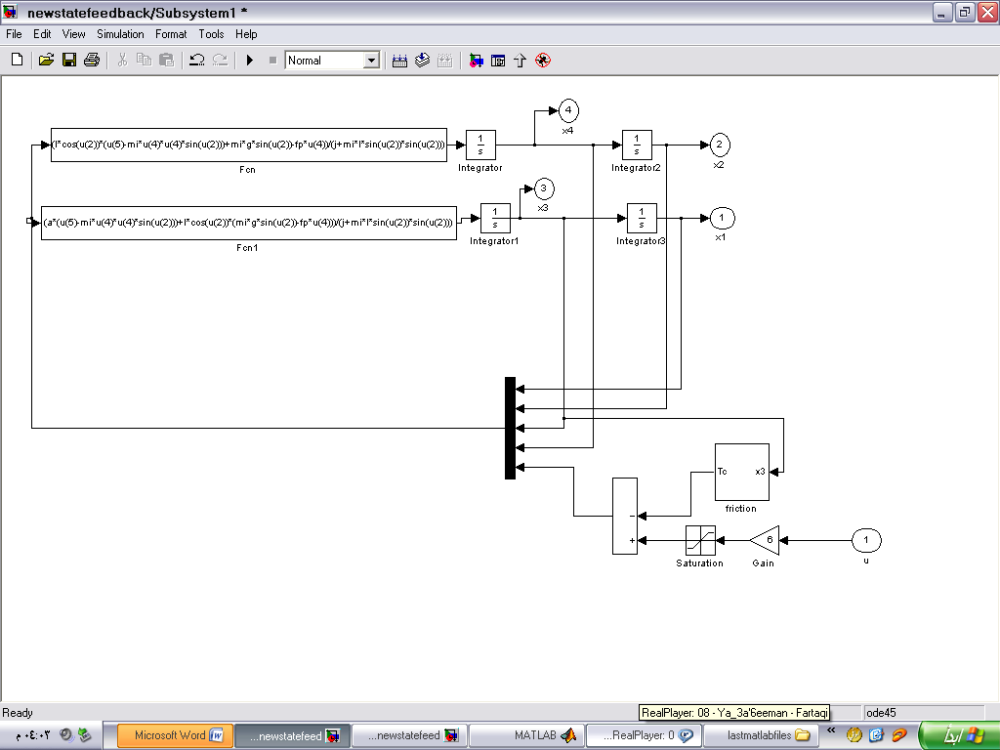 newstatefeedback/Subsystem1 *
File Edit View Simulation Format Tools Help
Normal
4
x4
(l*cos(u(2))*(u(5)-mi*u(4)*u(4)*sin(u(2)))+mi*g*sin(u(2))-fp*u(4))/(j+mi*l*sin(u(2))*sin(u(2)))
Fcn
1
s
Integrator
1
s
Integrator2
2
x2
3
x3
(a*(u(5)-mi*u(4)*u(4)*sin(u(2)))+l*cos(u(2))*(mi*g*sin(u(2))-fp*u(4)))/(j+mi*l*sin(u(2))*sin(u(2)))
Fcn1
1
s
Integrator1
1
s
Integrator3
1
x1
Tc x3
friction
−
+
Saturation
6
Gain
1
u
Ready
RealPlayer: 08 - Ya_3a'6eeman - Fartaqi
ode45
٠٤:٠٣ م
Microsoft Word
...newstatefeed
...newstatefeed
MATLAB
...RealPlayer: 0
lastmatlabfiles
«
ابدأ